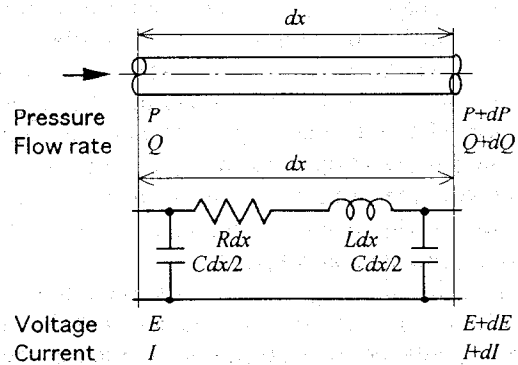 dx
Pressure P P+dP
Flow rate Q Q+dQ
dx
Rdx Ldx
Cdx/2 Cdx/2
Voltage E E+dE
Current I I+dI